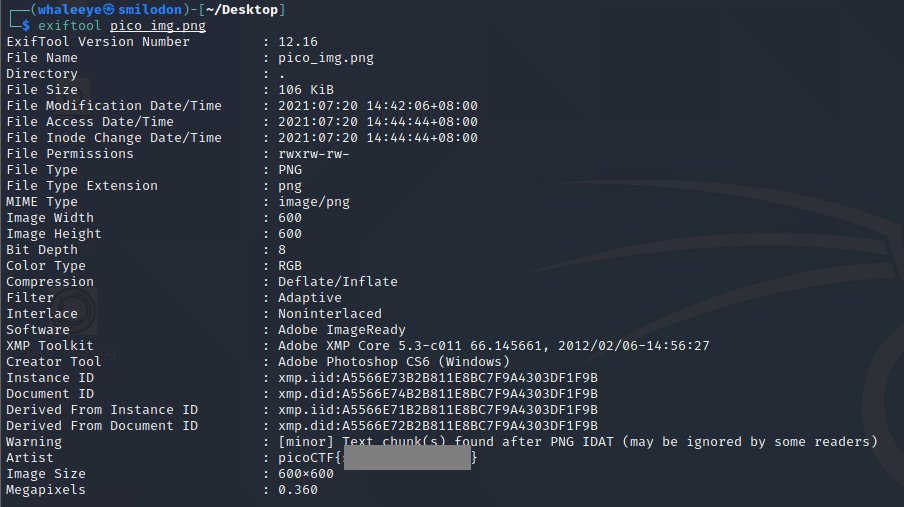 ┌──(whaleeye㉿smilodon)-[~/Desktop]
└─$ exiftool pico_img.png
ExifTool Version Number         : 12.16
File Name                       : pico_img.png
Directory                       : .
File Size                       : 106 KiB
File Modification Date/Time     : 2021:07:20 14:42:06+08:00
File Access Date/Time           : 2021:07:20 14:44:44+08:00
File Inode Change Date/Time     : 2021:07:20 14:44:44+08:00
File Permissions                : rwxrw-rw-
File Type                       : PNG
File Type Extension             : png
MIME Type                       : image/png
Image Width                     : 600
Image Height                    : 600
Bit Depth                       : 8
Color Type                      : RGB
Compression                     : Deflate/Inflate
Filter                          : Adaptive
Interlace                       : Noninterlaced
Software                        : Adobe ImageReady
XMP Toolkit                     : Adobe XMP Core 5.3-c011 66.145661, 2012/02/06-14:56:27
Creator Tool                    : Adobe Photoshop CS6 (Windows)
Instance ID                     : xmp.iid:A5566E73B2B811E8BC7F9A4303DF1F9B
Document ID                     : xmp.did:A5566E74B2B811E8BC7F9A4303DF1F9B
Derived From Instance ID        : xmp.iid:A5566E71B2B811E8BC7F9A4303DF1F9B
Derived From Document ID        : xmp.did:A5566E72B2B811E8BC7F9A4303DF1F9B
Warning                         : [minor] Text chunk(s) found after PNG IDAT (may be ignored by some readers)
Artist                          : picoCTF{ }
Image Size                      : 600×600
Megapixels                      : 0.360